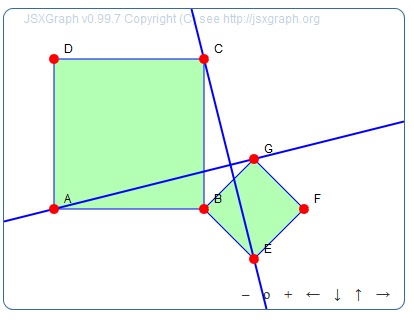 JSXGraph v0.99.7 Copyright (C) see http://jsxgraph.org
D
C
G
A
B
F
E
– o + ← ↓ ↑ →